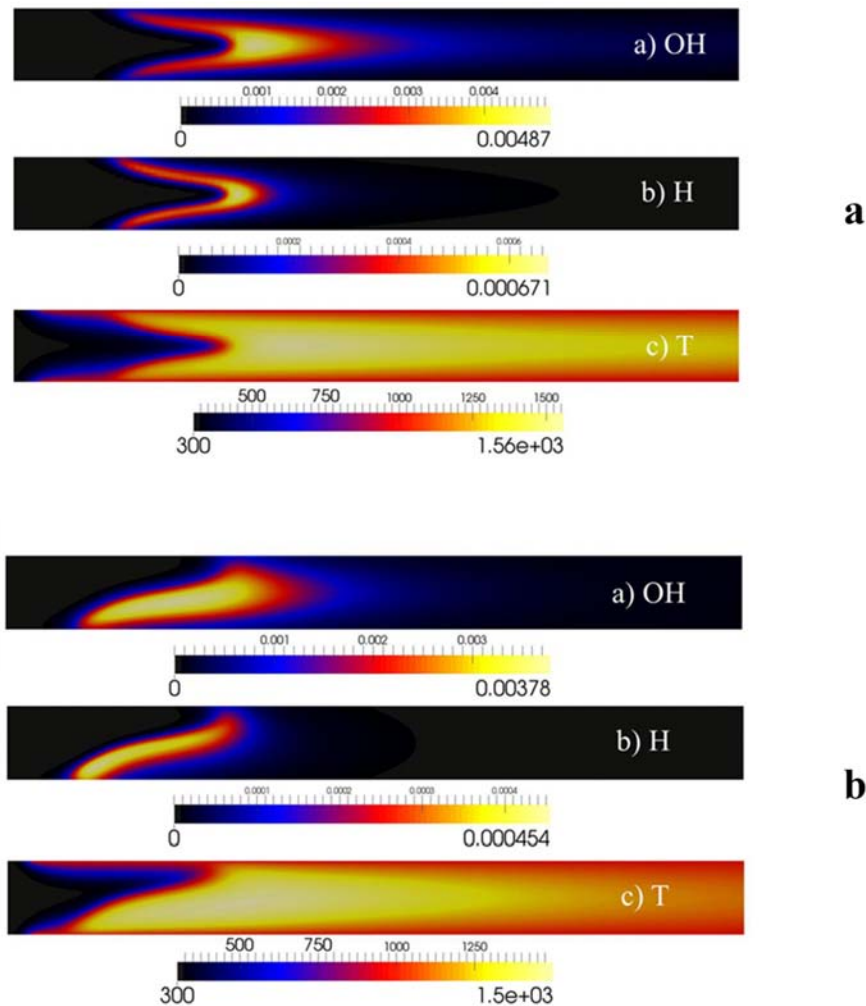 a) OH
0.001 0.002 0.003 0.004
0 0.00487
b) H
a
0.0002 0.0004 0.0006
0 0.000671
c) T
500 750 1000 1250 1500
300 1.56e+03
a) OH
0.001 0.002 0.003
0 0.00378
b) H
b
0.0001 0.0002 0.0003 0.0004
0 0.000454
c) T
500 750 1000 1250
300 1.5e+03